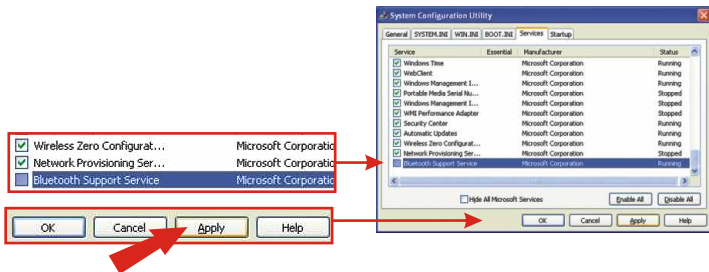 System Configuration Utility
General SYSTEM.INI WIN.INI BOOT.INI Services Startup
Service Essential Manufacturer Status
Windows Time Microsoft Corporation Running
WebClient Microsoft Corporation Running
Windows Management I... Microsoft Corporation Running
Portable Media Serial Nu... Microsoft Corporation Stopped
Windows Management I... Microsoft Corporation Stopped
WMI Performance Adapter Microsoft Corporation Stopped
Security Center Microsoft Corporation Running
Automatic Updates Microsoft Corporation Running
Wireless Zero Configurat... Microsoft Corporation Running
Network Provisioning Ser... Microsoft Corporation Stopped
Bluetooth Support Service Microsoft Corporation Running
Hide All Microsoft Services Enable All Disable All
OK Cancel Apply Help
Wireless Zero Configurat... Microsoft Corporatio
Network Provisioning Ser... Microsoft Corporatio
Bluetooth Support Service Microsoft Corporatio
OK Cancel Apply Help